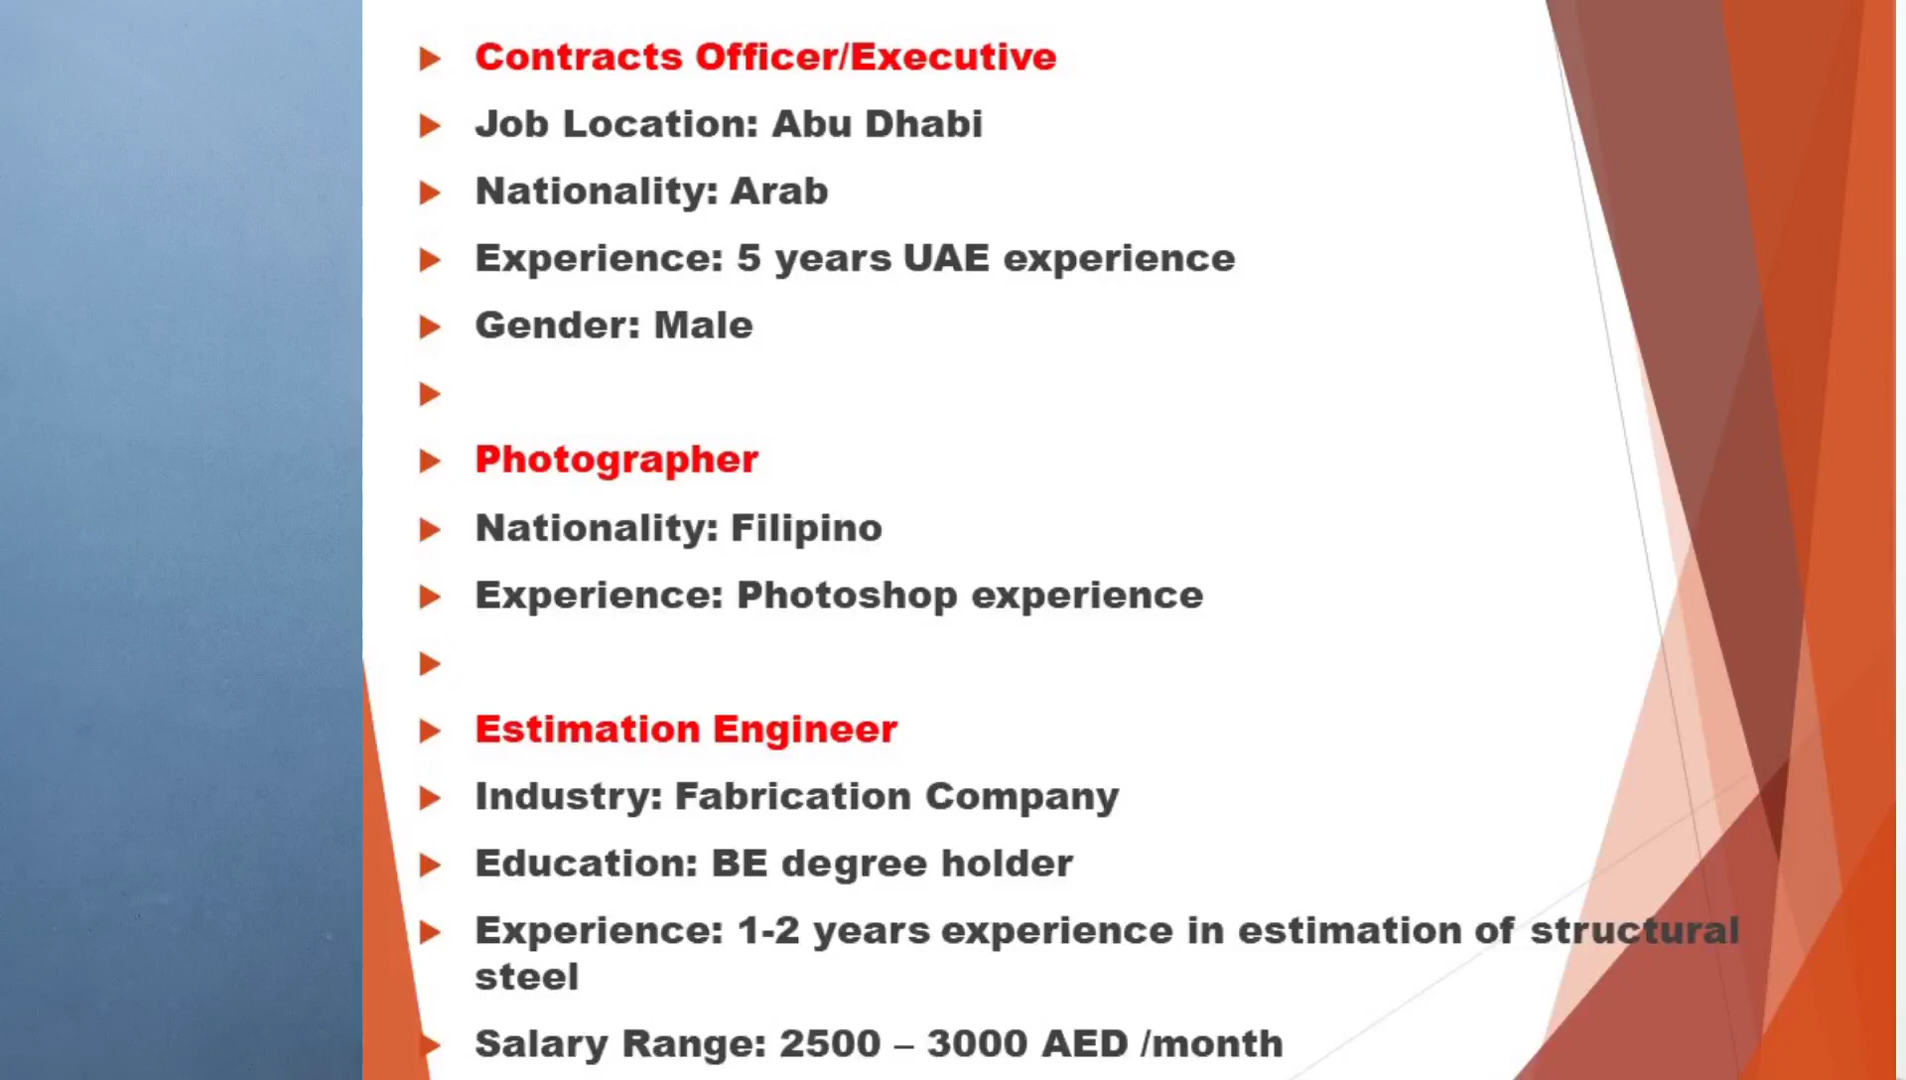 Contracts Officer/Executive
Job Location: Abu Dhabi
Nationality: Arab
Experience: 5 years UAE experience
Gender: Male
Photographer
Nationality: Filipino
Experience: Photoshop experience
Estimation Engineer
Industry: Fabrication Company
Education: BE degree holder
Experience: 1-2 years experience in estimation of structural
steel
Salary Range: 2500 – 3000 AED /month